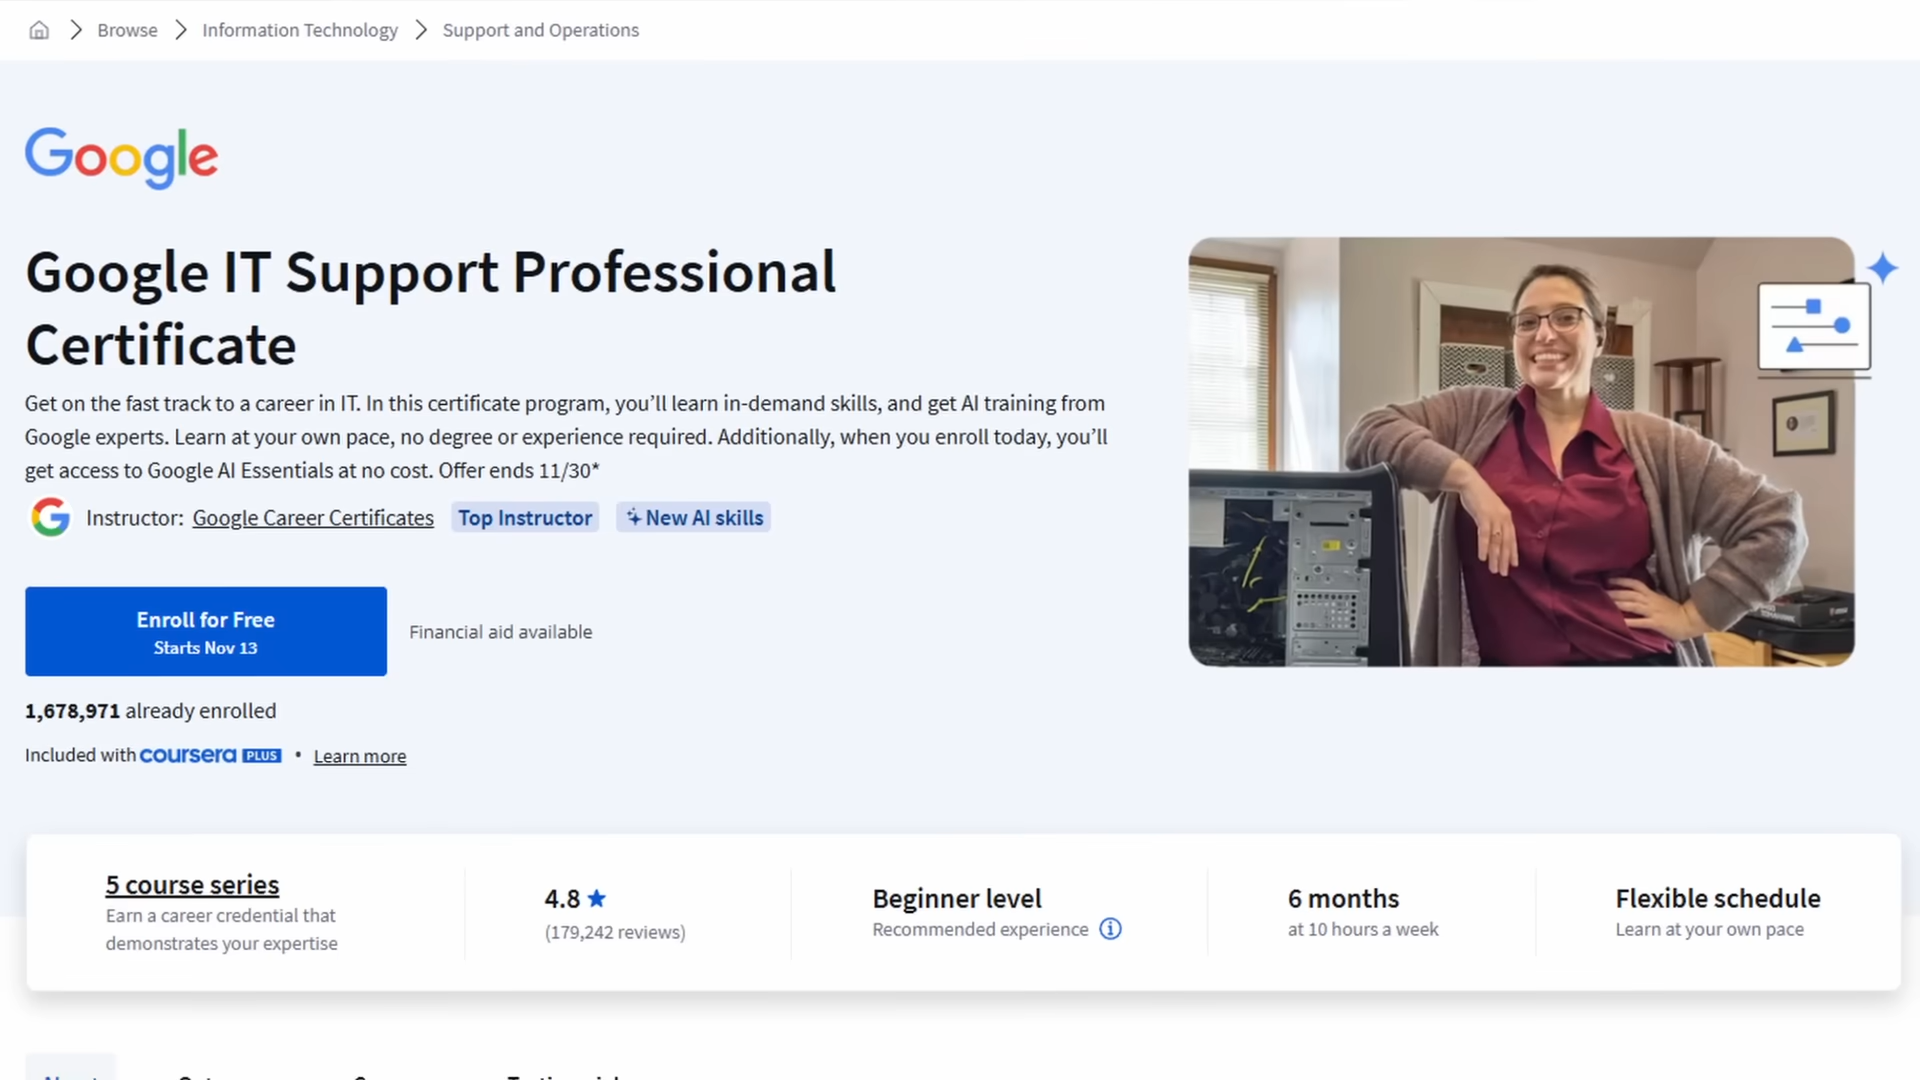 Browse
Information Technology
Support and Operations
Google
Google IT Support Professional
Certificate
Get on the fast track to a career in IT. In this certificate program, you’ll learn in-demand skills, and get AI training from
Google experts. Learn at your own pace, no degree or experience required. Additionally, when you enroll today, you’ll
get access to Google AI Essentials at no cost. Offer ends 11/30*
Instructor: Google Career Certificates Top Instructor New AI skills
Enroll for Free
Starts Nov 13
Financial aid available
1,678,971 already enrolled
Included with coursera PLUS • Learn more
5 course series
Earn a career credential that
demonstrates your expertise
4.8
(179,242 reviews)
Beginner level
Recommended experience
6 months
at 10 hours a week
Flexible schedule
Learn at your own pace